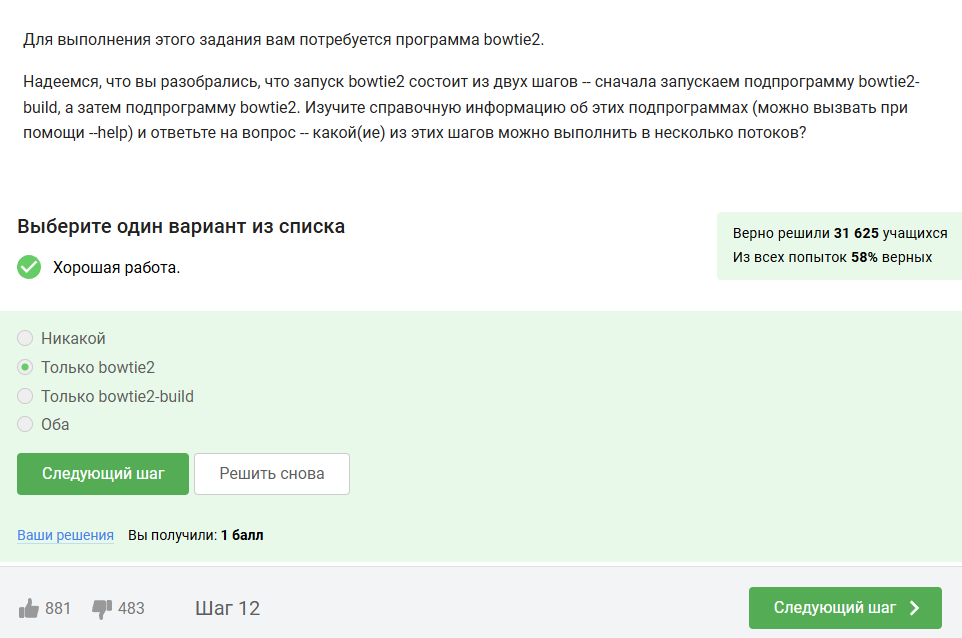 Для выполнения этого задания вам потребуется программа bowtie2.
Надеемся, что вы разобрались, что запуск bowtie2 состоит из двух шагов -- сначала запускаем подпрограмму bowtie2-
build, а затем подпрограмму bowtie2. Изучите справочную информацию об этих подпрограммах (можно вызвать при
помощи --help) и ответьте на вопрос -- какой(ие) из этих шагов можно выполнить в несколько потоков?
Выберите один вариант из списка
Верно решили 31 625 учащихся
Из всех попыток 58% верных
Хорошая работа.
Никакой
Только bowtie2
Только bowtie2-build
Оба
Следующий шаг
Решить снова
Ваши решения Вы получили: 1 балл
881 483 Шаг 12 Следующий шаг